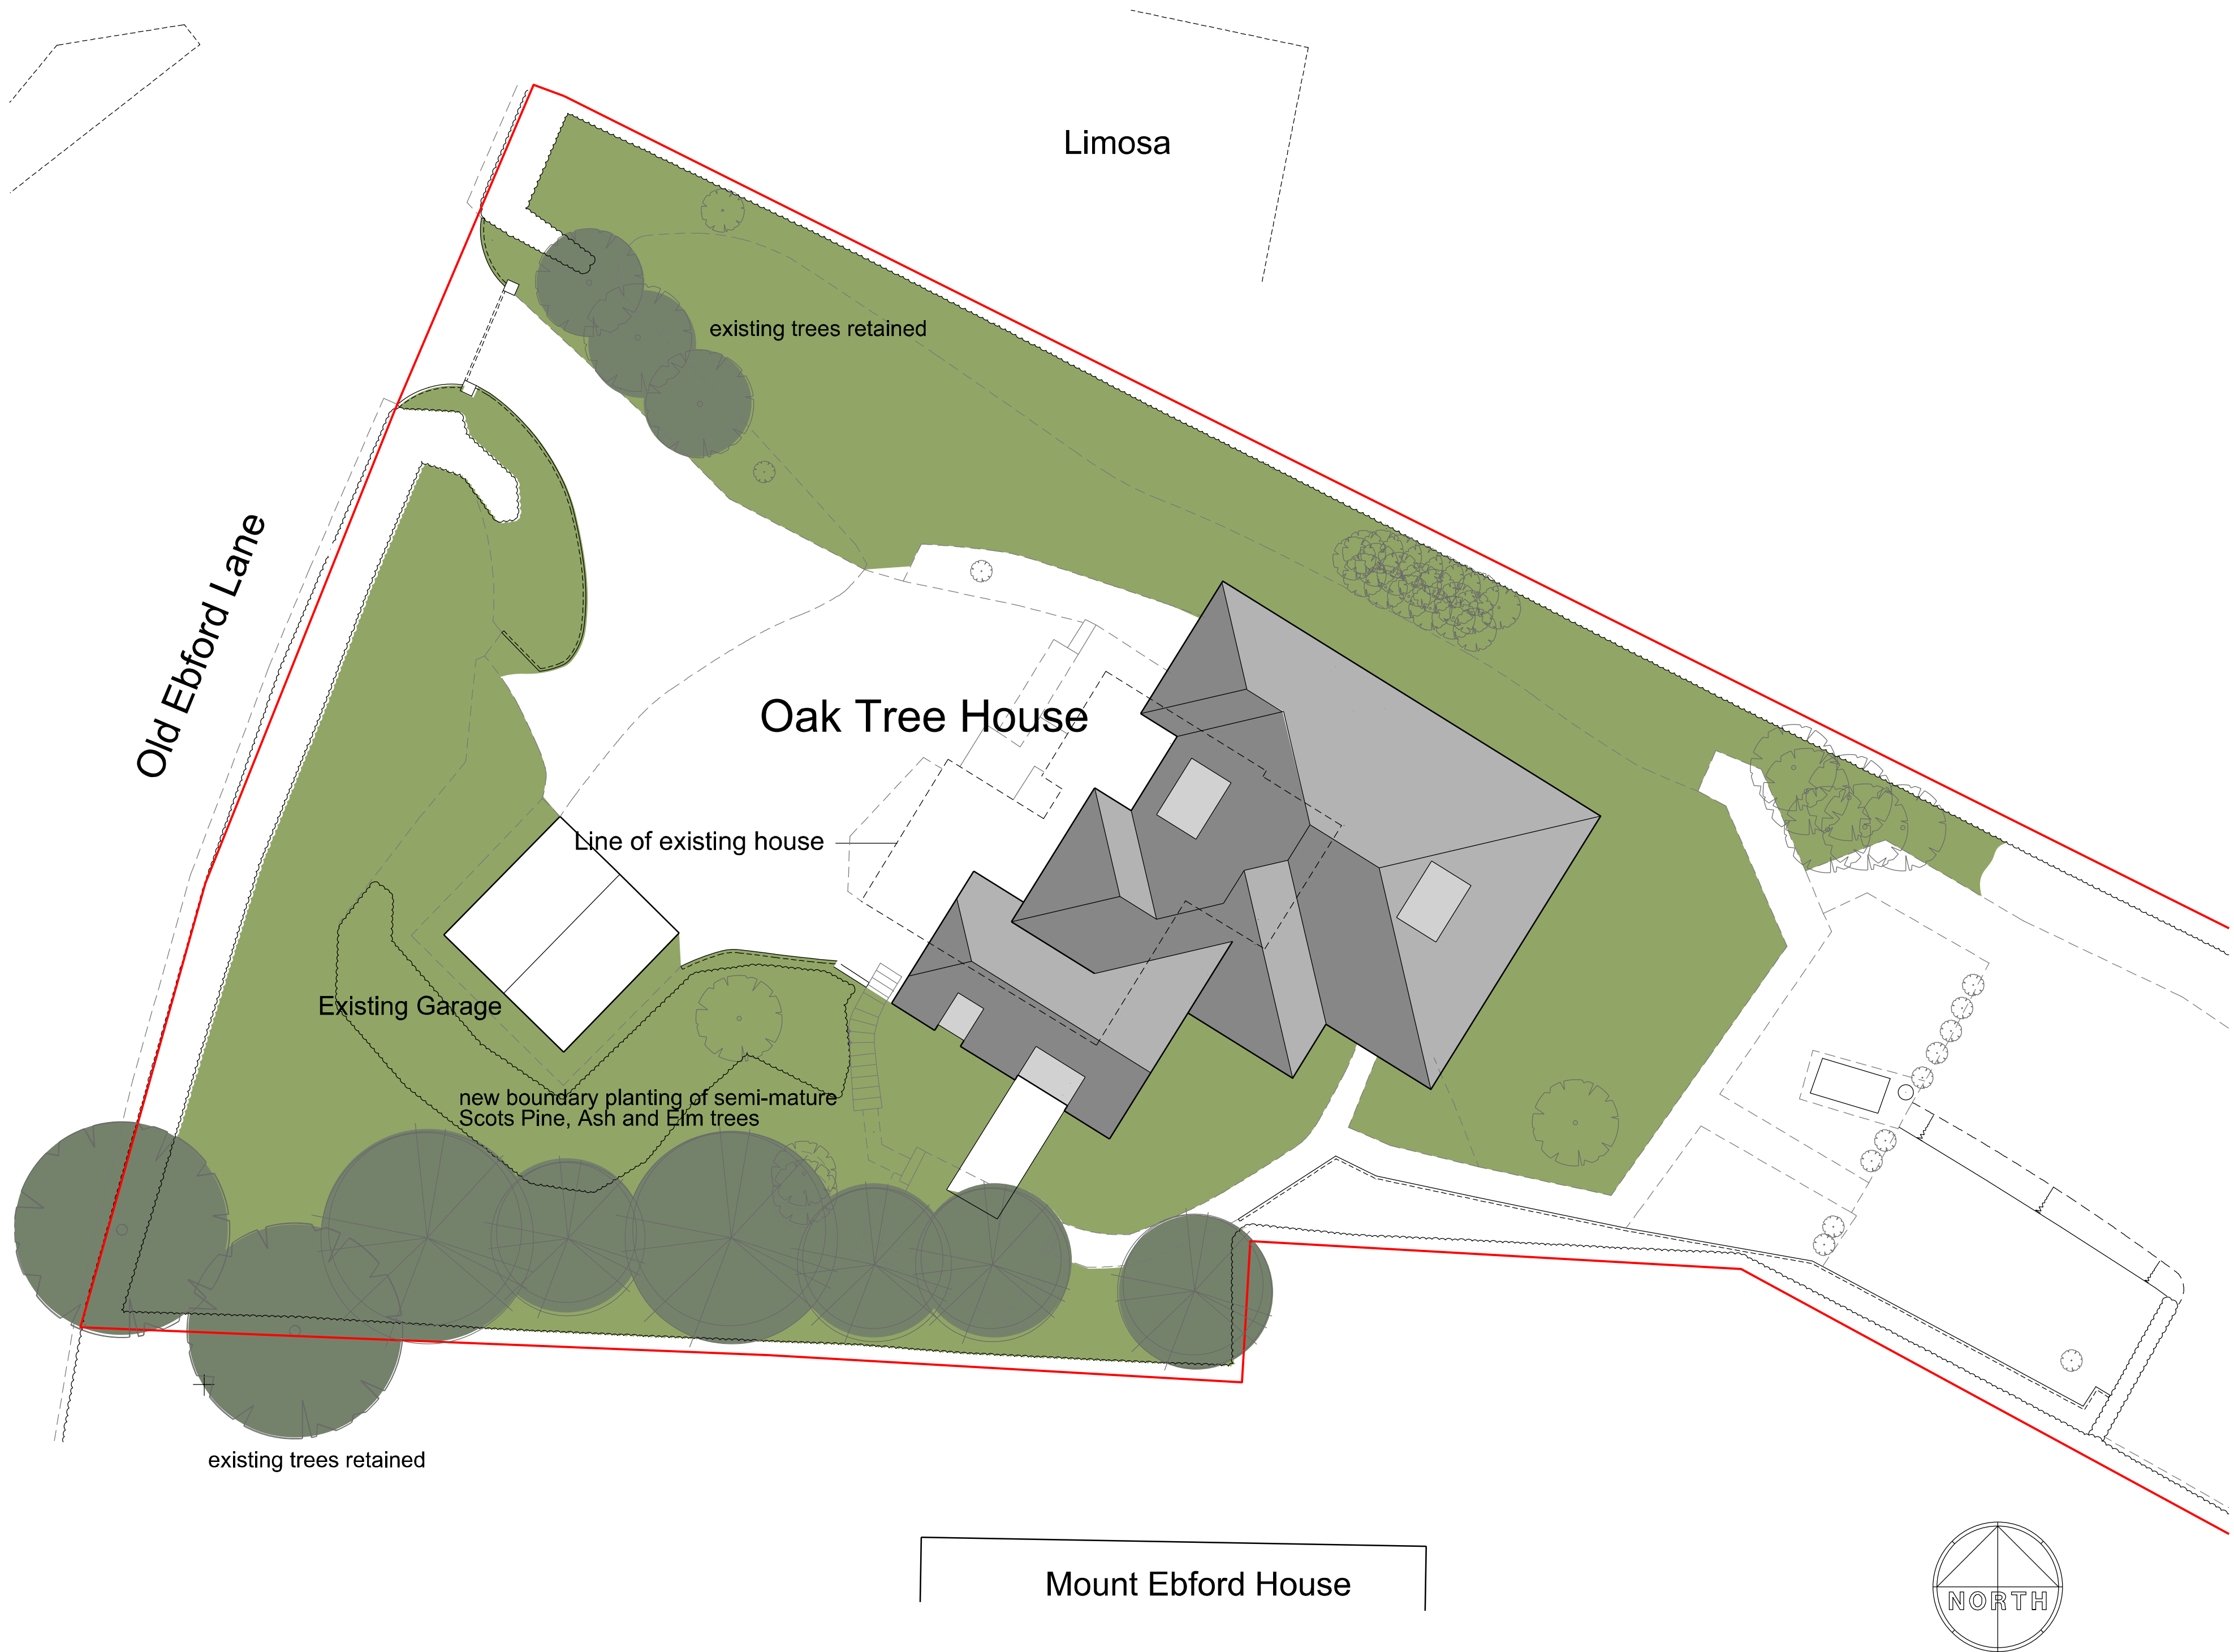 Limosa
existing trees retained
Old Ebford Lane
Oak Tree House
Line of existing house
Existing Garage
new boundary planting of semi-mature
Scots Pine, Ash and Elm trees
existing trees retained
Mount Ebford House
NORTH